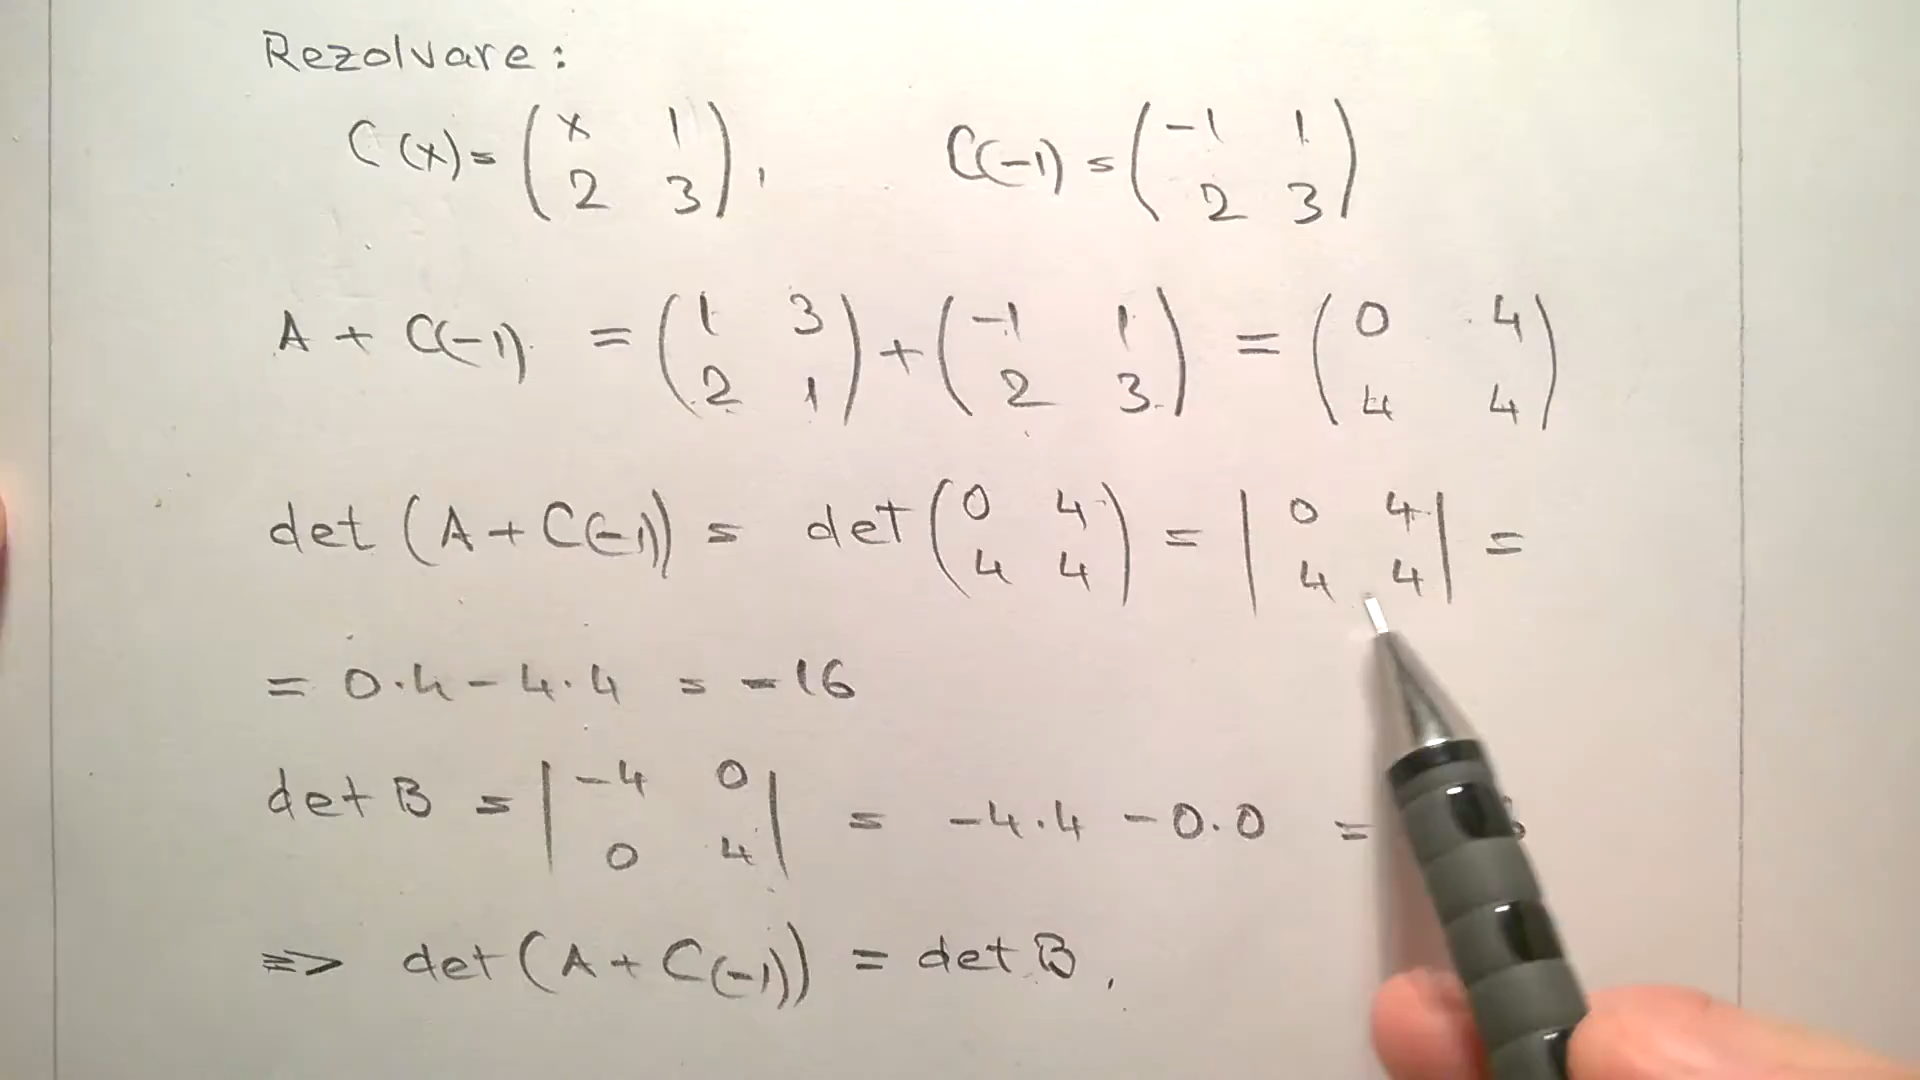 Rezolvare:
C(x) = ( x 1 ; 2 3 ), C(-1) = ( -1 1 ; 2 3 )
A + C(-1) = ( 1 3 ; 2 1 ) + ( -1 1 ; 2 3 ) = ( 0 4 ; 4 4 )
det (A + C(-1)) = det ( 0 4 ; 4 4 ) = | 0 4 ; 4 4 | =
= 0·4 - 4·4 = -16
det B = | -4 0 ; 0 4 | = -4·4 - 0·0 =
=> det (A + C(-1)) = det B.